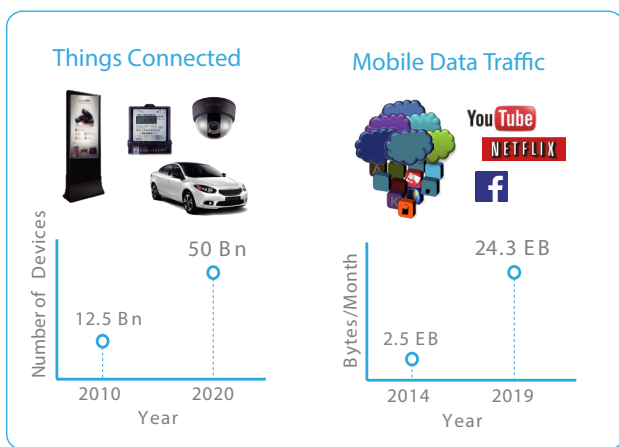 Things Connected
Number of Devices
12.5 Bn
50 Bn
2010
2020
Year
Mobile Data Traffic
YouTube
NETFLIX
f
Bytes/Month
2.5 EB
24.3 EB
2014
2019
Year